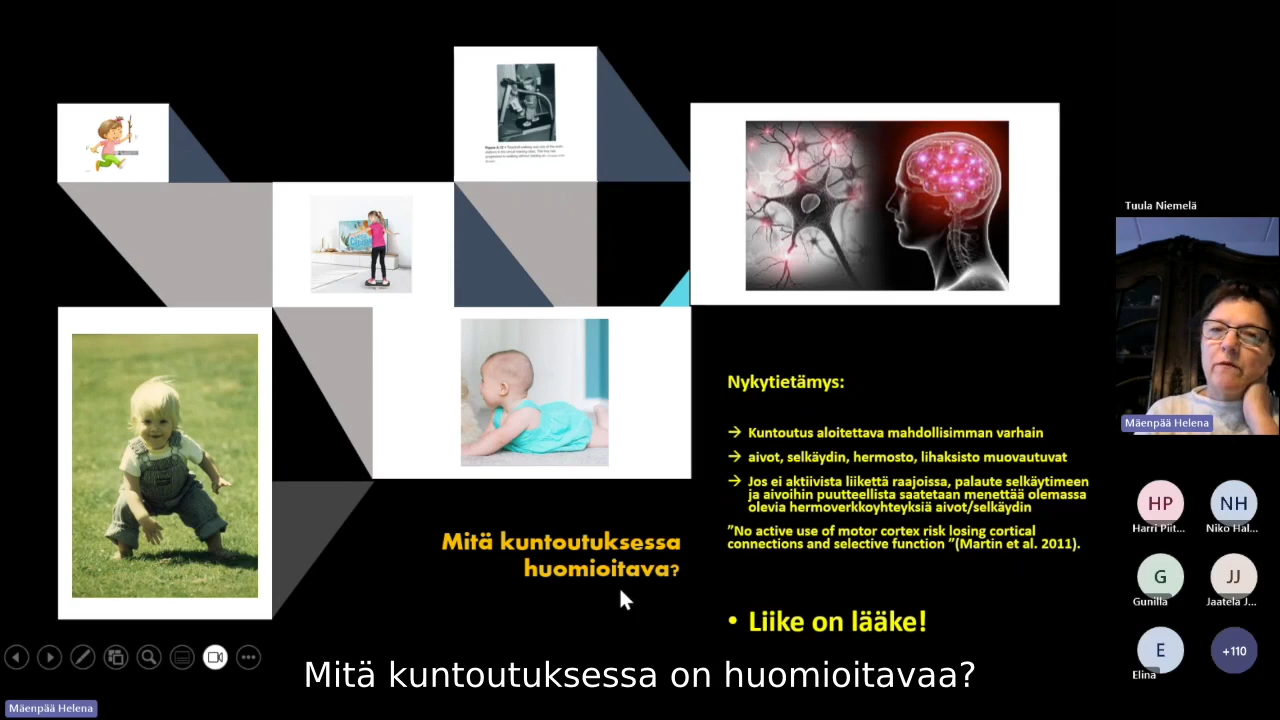 Tuula Niemelä
Mäenpää Helena
Nykytietämys:
→ Kuntoutus aloitettava mahdollisimman varhain
→ aivot, selkäydin, hermosto, lihaksisto muovautuvat
→ Jos ei aktiivista liikettä raajoissa, palaute selkäytimeen
ja aivoihin puutteellista saatetaan menettää olemassa
olevia hermoverkkoyhteyksiä aivot/selkäydin
”No active use of motor cortex risk losing cortical
connections and selective function ”(Martin et al. 2011).
• Liike on lääke!
Mitä kuntoutuksessa
huomioitava?
HP
Harri Piit...
NH
Niko Hal...
G
Gunilla
JJ
Jaatela J...
E
Elina
+110
Mitä kuntoutuksessa on huomioitavaa?
Mäenpää Helena